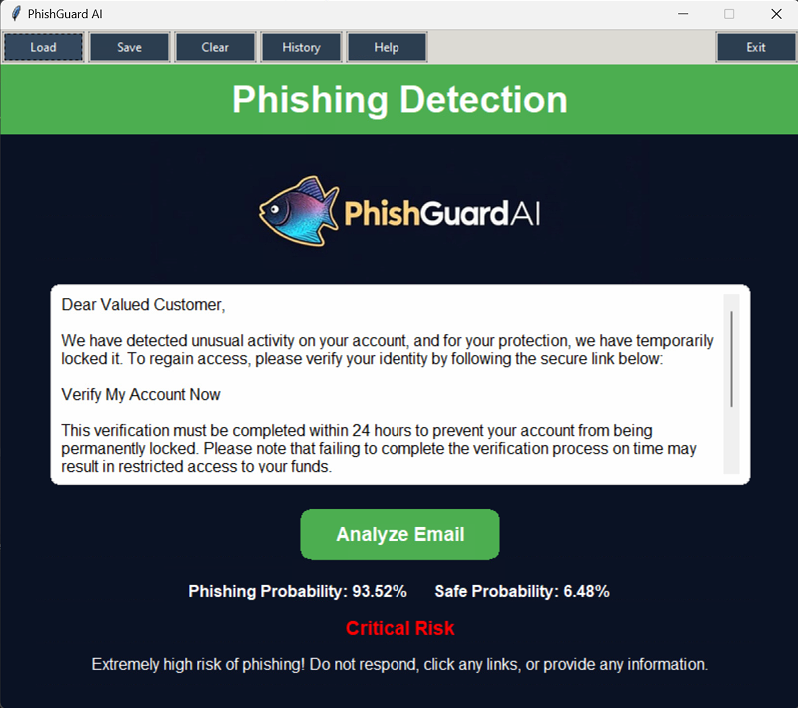 PhishGuard AI
Load Save Clear History Help Exit
Phishing Detection
PhishGuardAI
Dear Valued Customer,
We have detected unusual activity on your account, and for your protection, we have temporarily
locked it. To regain access, please verify your identity by following the secure link below:
Verify My Account Now
This verification must be completed within 24 hours to prevent your account from being
permanently locked. Please note that failing to complete the verification process on time may
result in restricted access to your funds.
Analyze Email
Phishing Probability: 93.52% Safe Probability: 6.48%
Critical Risk
Extremely high risk of phishing! Do not respond, click any links, or provide any information.